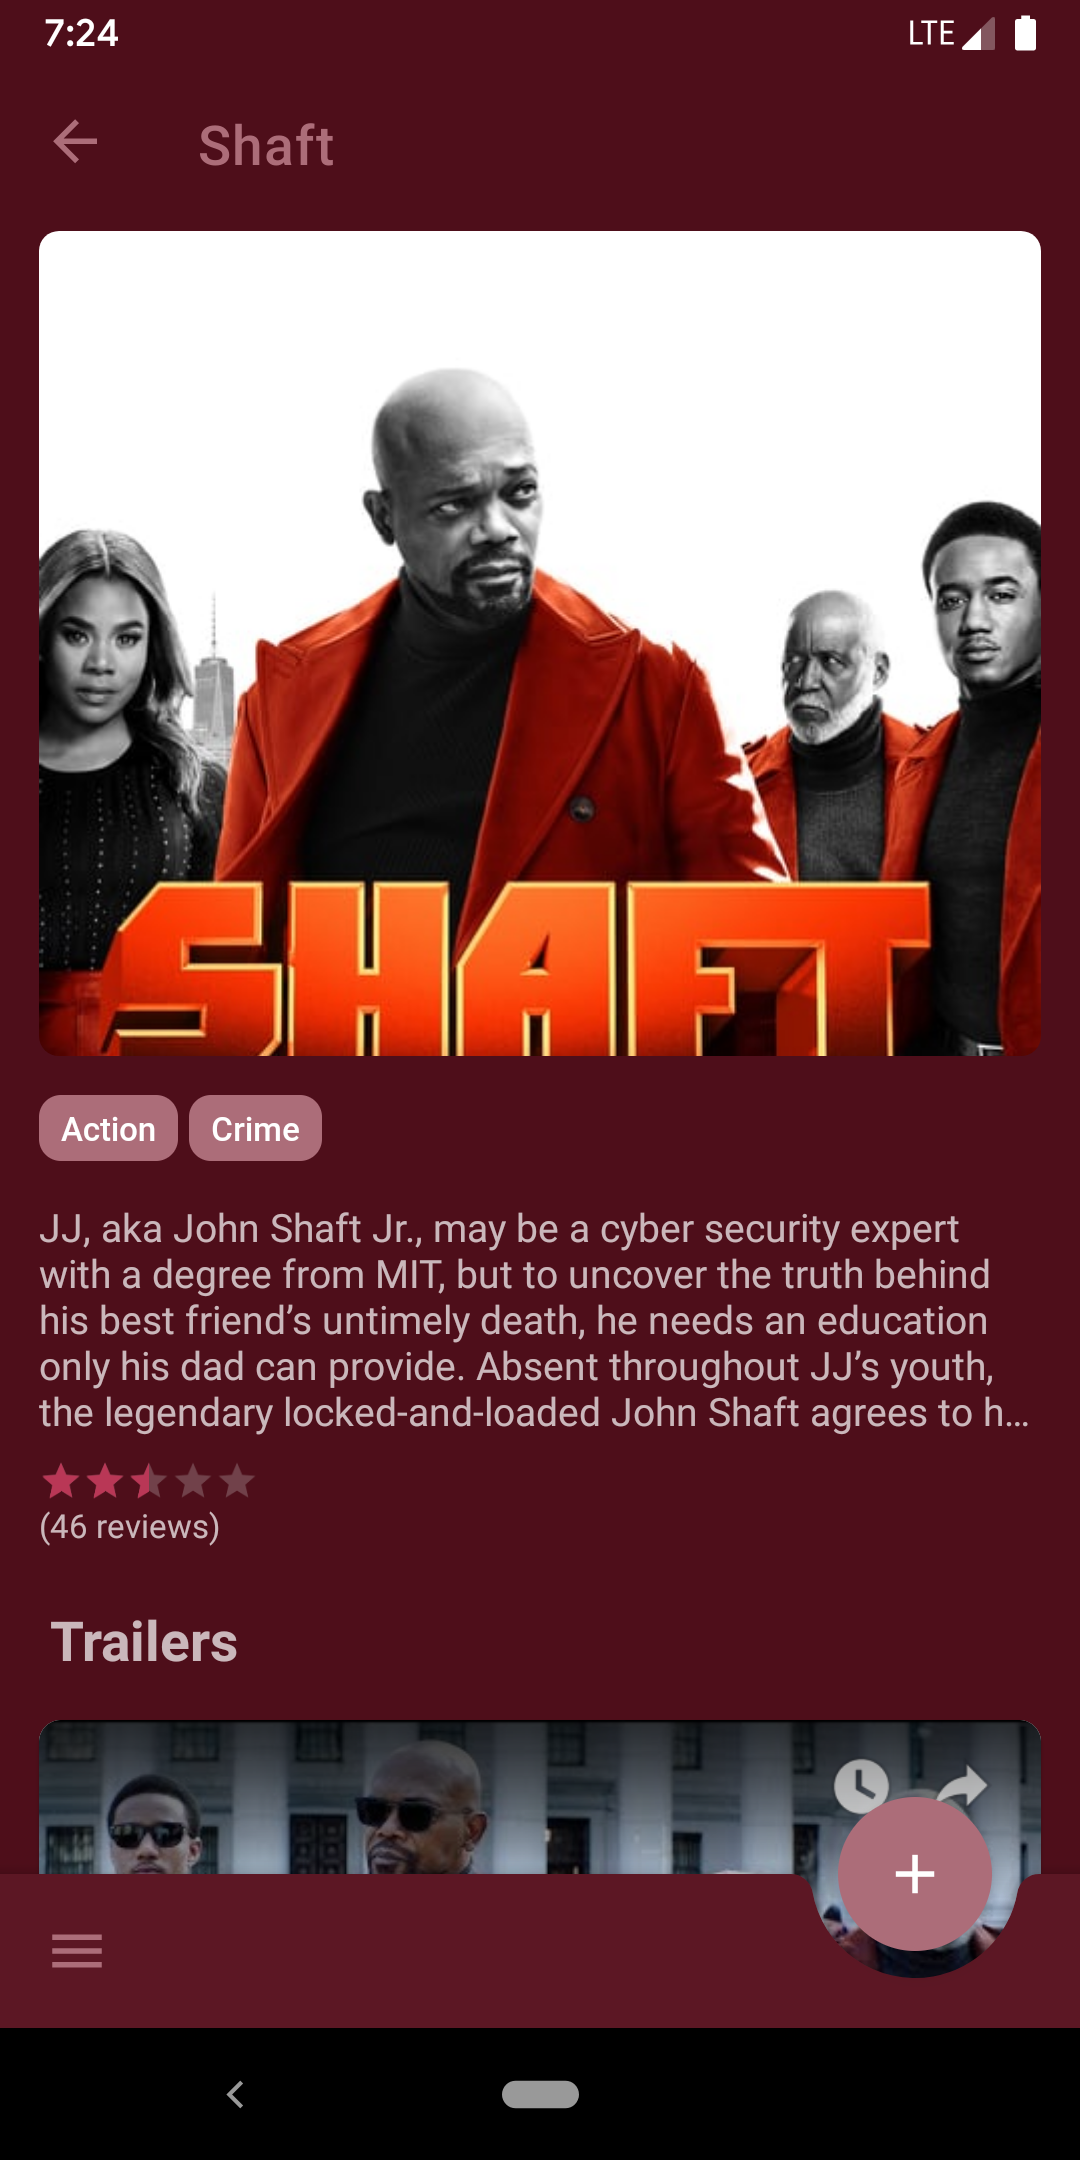 7:24
LTE
Shaft
SHAFT
Action Crime
JJ, aka John Shaft Jr., may be a cyber security expert
with a degree from MIT, but to uncover the truth behind
his best friend’s untimely death, he needs an education
only his dad can provide. Absent throughout JJ’s youth,
the legendary locked-and-loaded John Shaft agrees to h…
(46 reviews)
Trailers